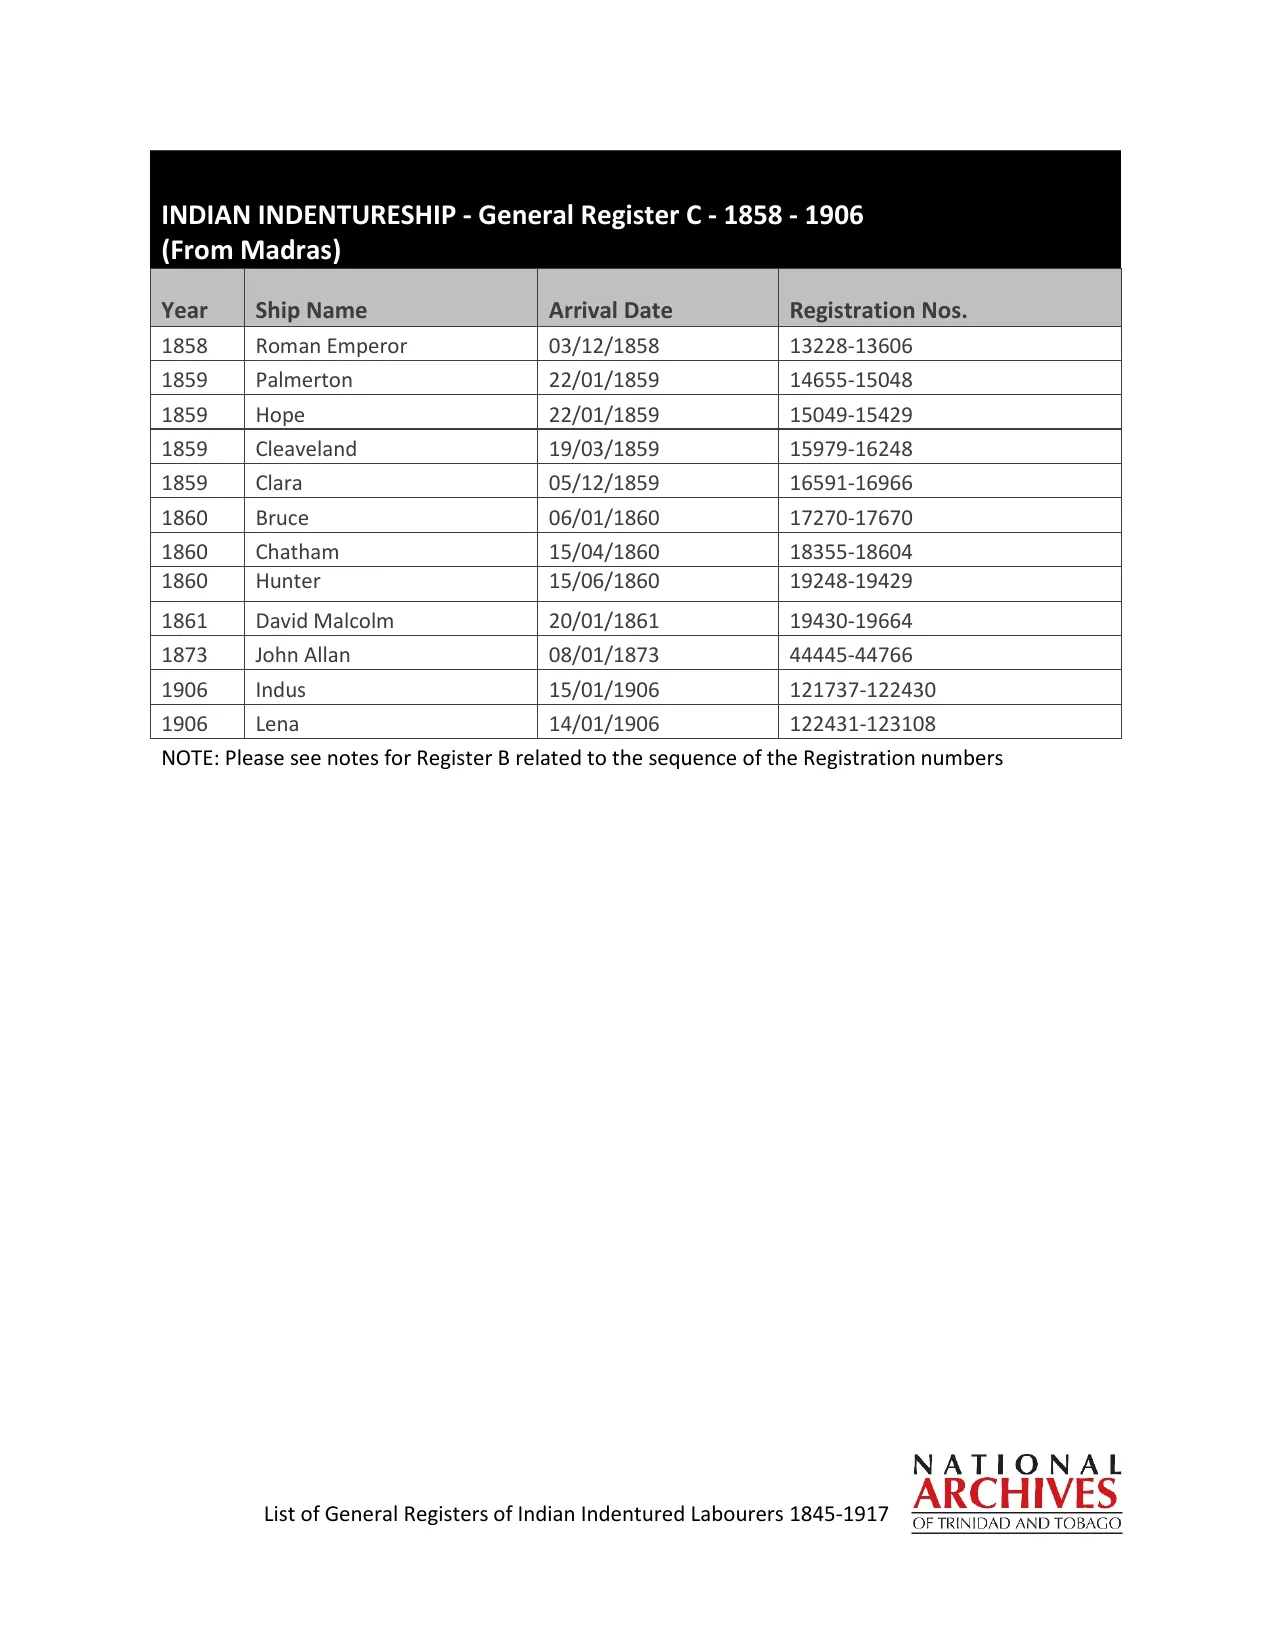 INDIAN INDENTURESHIP - General Register C - 1858 - 1906
(From Madras)
Year Ship Name Arrival Date Registration Nos.
1858 Roman Emperor 03/12/1858 13228-13606
1859 Palmerton 22/01/1859 14655-15048
1859 Hope 22/01/1859 15049-15429
1859 Cleaveland 19/03/1859 15979-16248
1859 Clara 05/12/1859 16591-16966
1860 Bruce 06/01/1860 17270-17670
1860 Chatham 15/04/1860 18355-18604
1860 Hunter 15/06/1860 19248-19429
1861 David Malcolm 20/01/1861 19430-19664
1873 John Allan 08/01/1873 44445-44766
1906 Indus 15/01/1906 121737-122430
1906 Lena 14/01/1906 122431-123108
NOTE: Please see notes for Register B related to the sequence of the Registration numbers
List of General Registers of Indian Indentured Labourers 1845-1917
NATIONAL
ARCHIVES
OF TRINIDAD AND TOBAGO